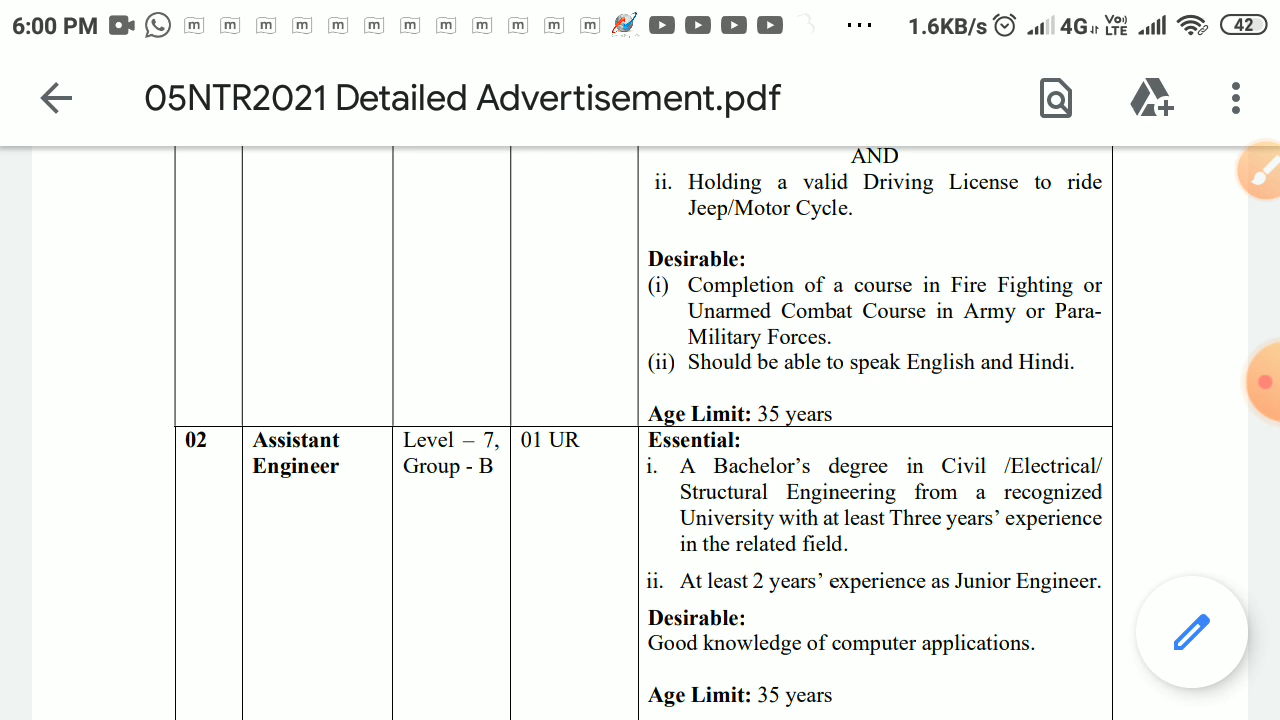 6:00 PM m m m m m m m m m m m m ... 1.6KB/s 4G Vo) LTE 42
05NTR2021 Detailed Advertisement.pdf
AND
ii. Holding a valid Driving License to ride
Jeep/Motor Cycle.
Desirable:
(i) Completion of a course in Fire Fighting or
Unarmed Combat Course in Army or Para-
Military Forces.
(ii) Should be able to speak English and Hindi.
Age Limit: 35 years
02 Assistant Level – 7, 01 UR Essential:
Engineer Group - B i. A Bachelor's degree in Civil /Electrical/
Structural Engineering from a recognized
University with at least Three years' experience
in the related field.
ii. At least 2 years' experience as Junior Engineer.
Desirable:
Good knowledge of computer applications.
Age Limit: 35 years